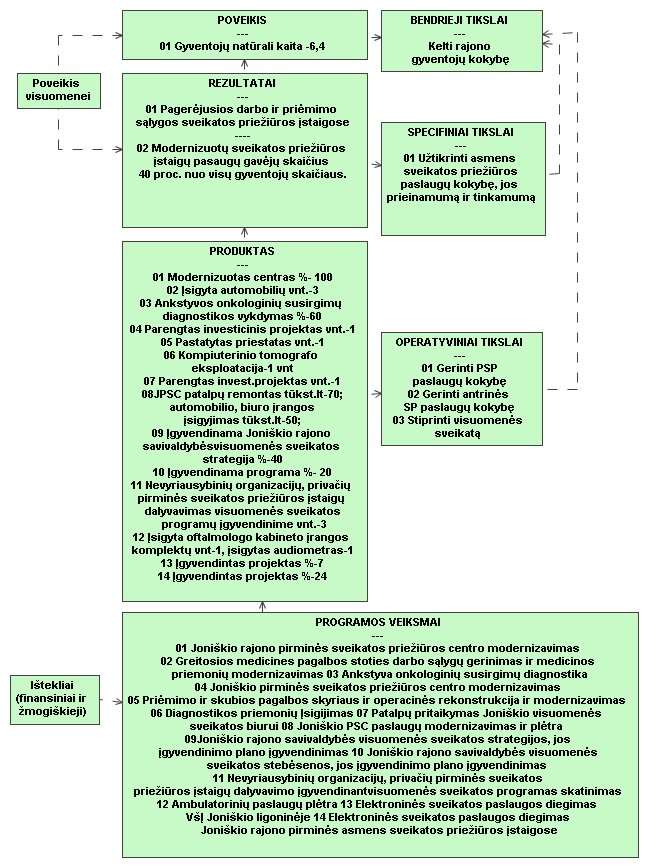 POVEIKIS
---
01 Gyventojų natūrali kaita -6,4
BENDRIEJI TIKSLAI
---
Kelti rajono
gyventojų kokybę
Poveikis
visuomenei
REZULTATAI
---
01 Pagerėjusios darbo ir priėmimo
sąlygos sveikatos priežiūros įstaigose
----
02 Modernizuotų sveikatos priežiūros
įstaigų pasaugų gavėjų skaičius
40 proc. nuo visų gyventojų skaičiaus.
SPECIFINIAI TIKSLAI
---
01 Užtikrinti asmens
sveikatos priežiūros
paslaugų kokybę, jos
prieinamumą ir tinkamumą
PRODUKTAS
---
01 Modernizuotas centras %- 100
02 Įsigyta automobilių vnt.-3
03 Ankstyvos onkologinių susirgimų
diagnostikos vykdymas %-60
04 Parengtas investicinis projektas vnt.-1
05 Pastatytas priestatas vnt.-1
06 Kompiuterinio tomografo
eksploatacija-1 vnt
07 Parengtas invest.projektas vnt.-1
08JPSC patalpų remontas tūkst.lt-70;
automobilio, biuro įrangos
įsigyjimas tūkst.lt-50;
09 Įgyvendinama Joniškio rajono
savivaldybėsvisuomenės sveikatos
strategija %-40
10 Įgyvendinama programa %- 20
11 Nevyriausybinių organizacijų, privačių
pirminės sveikatos priežiūros įstaigų
dalyvavimas visuomenės sveikatos
programų įgyvendinime vnt.-3
12 Įsigyta oftalmologo kabineto įrangos
komplektų vnt-1, įsigytas audiometras-1
13 Įgyvendintas projektas %-7
14 Įgyvendintas projektas %-24
OPERATYVINIAI TIKSLAI
---
01 Gerinti PSP
paslaugų kokybę
02 Gerinti antrinės
SP paslaugų kokybę
03 Stiprinti visuomenės
sveikatą
Ištekliai
(finansiniai ir
žmogiškieji)
PROGRAMOS VEIKSMAI
---
01 Joniškio rajono pirminės sveikatos priežiūros centro modernizavimas
02 Greitosios medicines pagalbos stoties darbo sąlygų gerinimas ir medicinos
priemonių modernizavimas 03 Ankstyva onkologinių susirgimų diagnostika
04 Joniškio pirminės sveikatos priežiūros centro modernizavimas
05 Priėmimo ir skubios pagalbos skyriaus ir operacinės rekonstrukcija ir modernizavimas
06 Diagnostikos priemonių Įsigijimas 07 Patalpų pritaikymas Joniškio visuomenės
sveikatos biurui 08 Joniškio PSC paslaugų modernizavimas ir plėtra
09Joniškio rajono savivaldybės visuomenės sveikatos strategijos, jos
įgyvendinimo plano įgyvendinimas 10 Joniškio rajono savivaldybės visuomenės
sveikatos stebėsenos, jos įgyvendinimo plano įgyvendinimas
11 Nevyriausybinių organizacijų, privačių pirminės sveikatos
priežiūros įstaigų dalyvavimo įgyvendinantvisuomenės sveikatos programas skatinimas
12 Ambulatorinių paslaugų plėtra 13 Elektroninės sveikatos paslaugos diegimas
VšĮ Joniškio ligoninėje 14 Elektroninės sveikatos paslaugos diegimas
Joniškio rajono pirminės asmens sveikatos priežiūros įstaigose